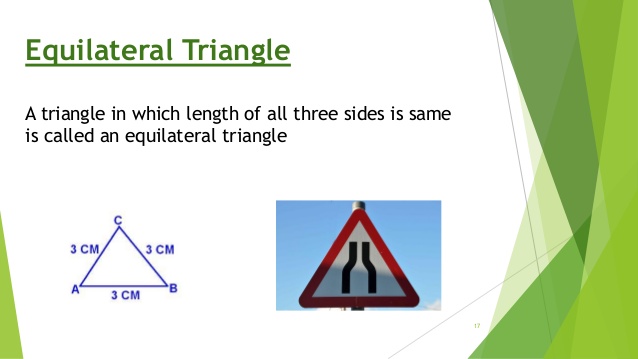 Equilateral Triangle
A triangle in which length of all three sides is same
is called an equilateral triangle
C
3 CM 3 CM
A B
3 CM
17